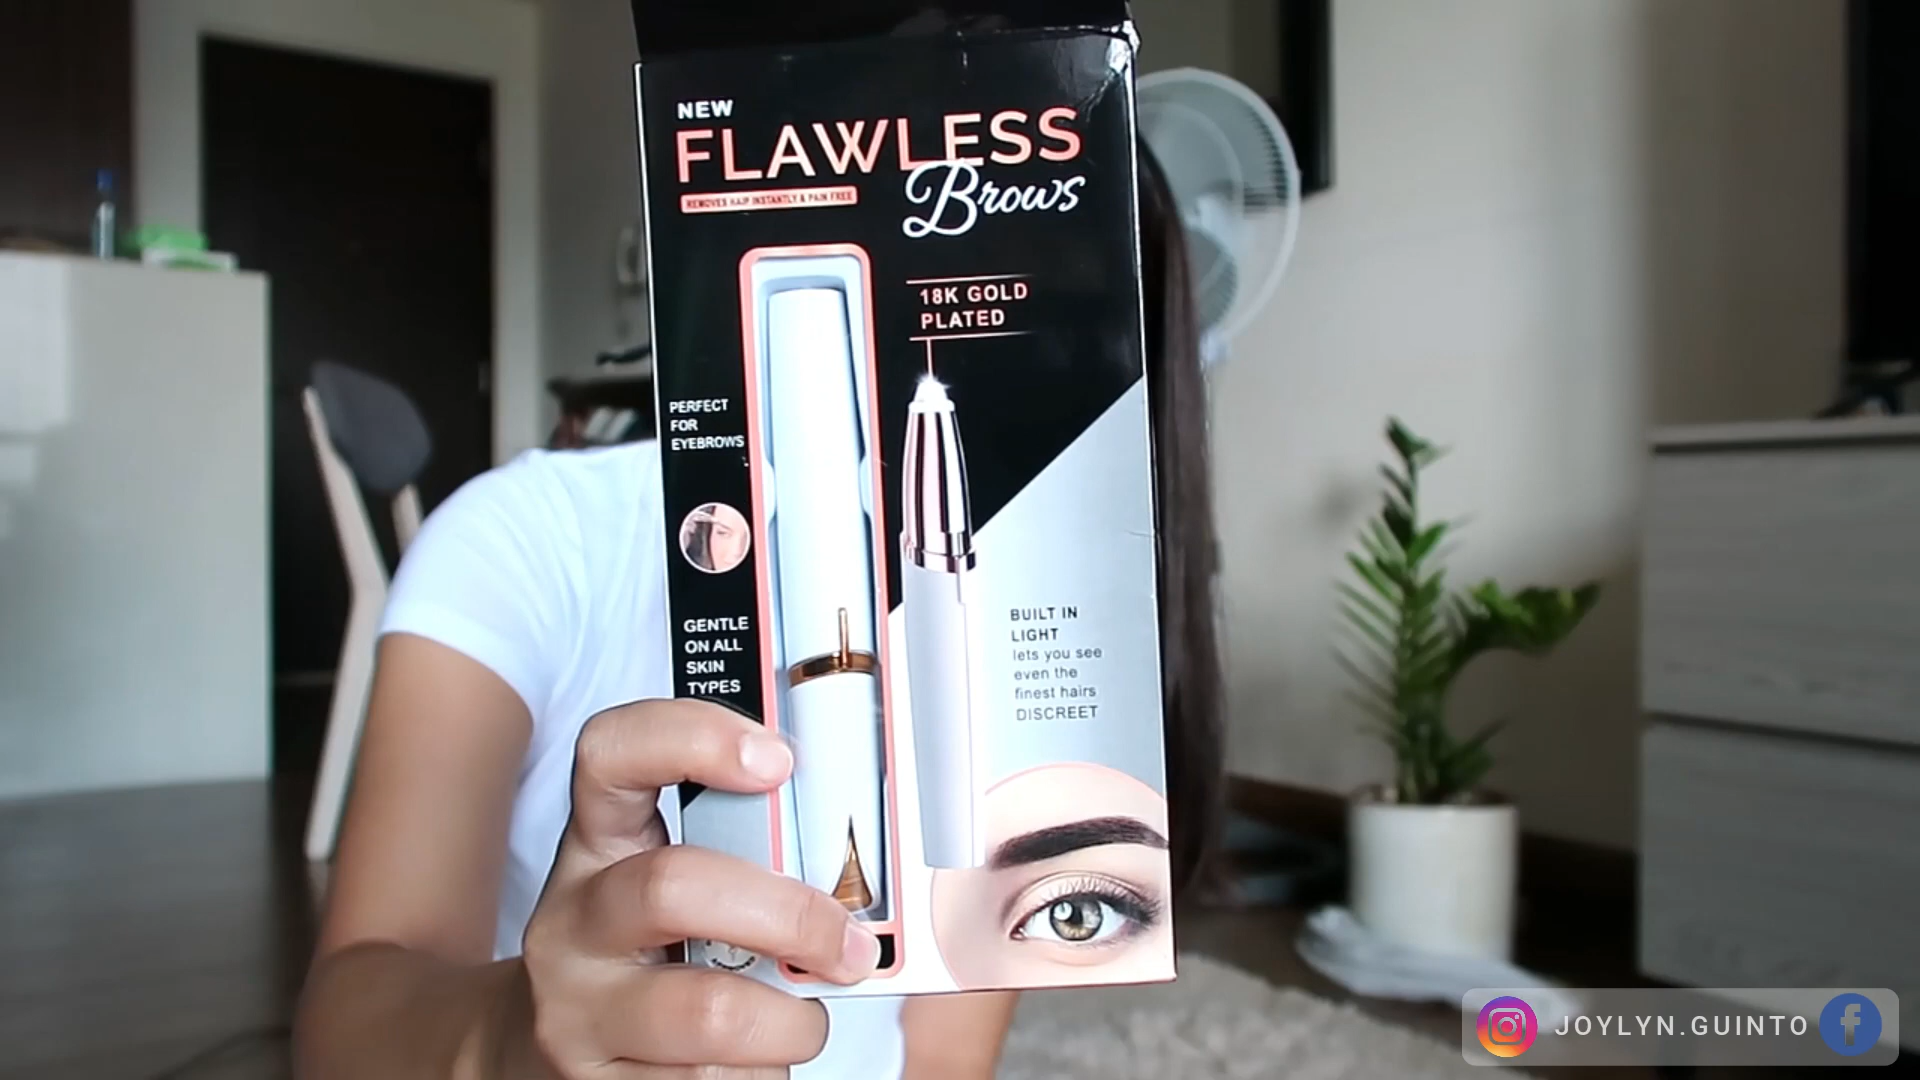 NEW
FLAWLESS
REMOVES HAIR INSTANTLY & PAIN FREE
Brows
18K GOLD
PLATED
PERFECT
FOR
EYEBROWS
GENTLE
ON ALL
SKIN
TYPES
BUILT IN
LIGHT
lets you see
even the
finest hairs
DISCREET
JOYLYN.GUINTO